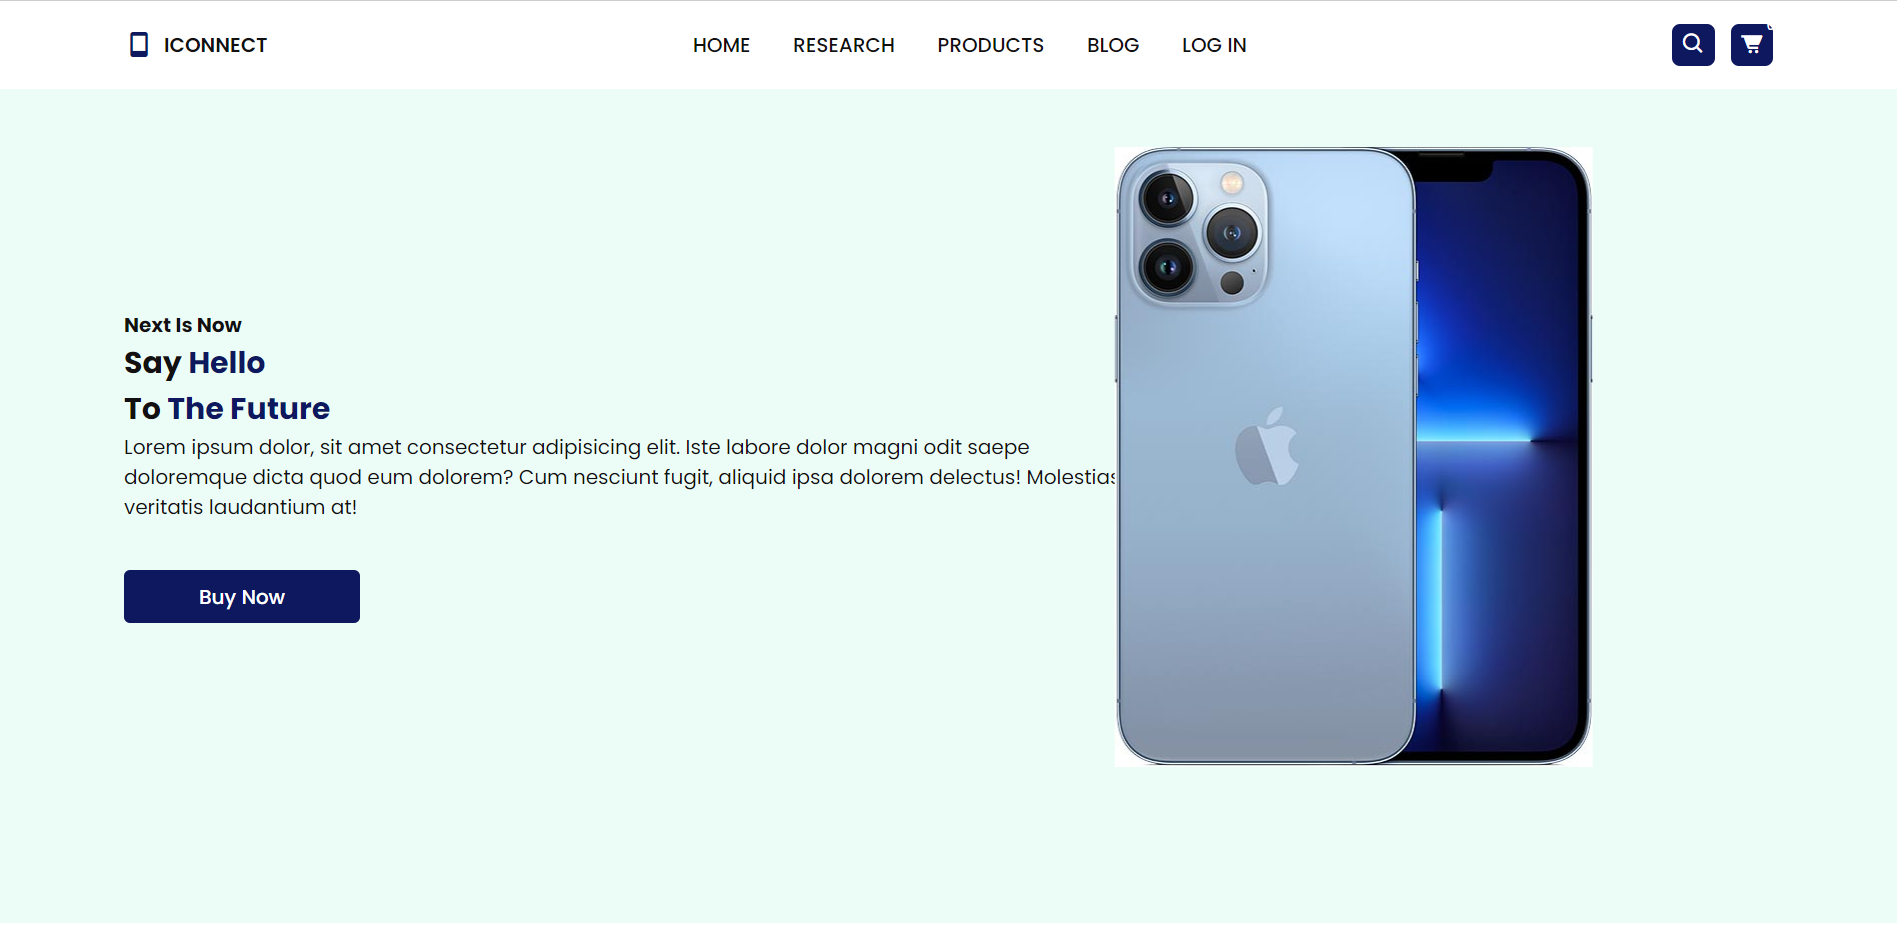 ICONNECT
HOME
RESEARCH
PRODUCTS
BLOG
LOG IN
Next Is Now
Say Hello
To The Future
Lorem ipsum dolor, sit amet consectetur adipisicing elit. Iste labore dolor magni odit saepe
doloremque dicta quod eum dolorem? Cum nesciunt fugit, aliquid ipsa dolorem delectus! Molestias
veritatis laudantium at!
Buy Now